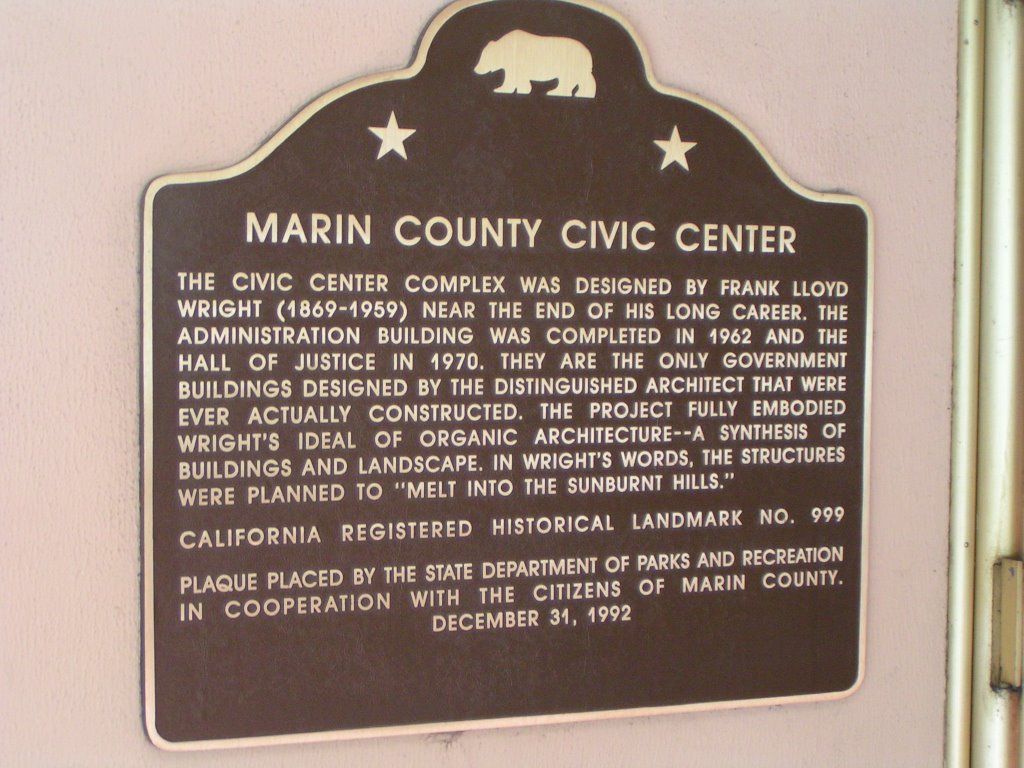 MARIN COUNTY CIVIC CENTER
THE CIVIC CENTER COMPLEX WAS DESIGNED BY FRANK LLOYD
WRIGHT (1869-1959) NEAR THE END OF HIS LONG CAREER. THE
ADMINISTRATION BUILDING WAS COMPLETED IN 1962 AND THE
HALL OF JUSTICE IN 1970. THEY ARE THE ONLY GOVERNMENT
BUILDINGS DESIGNED BY THE DISTINGUISHED ARCHITECT THAT WERE
EVER ACTUALLY CONSTRUCTED. THE PROJECT FULLY EMBODIED
WRIGHT'S IDEAL OF ORGANIC ARCHITECTURE--A SYNTHESIS OF
BUILDINGS AND LANDSCAPE. IN WRIGHT'S WORDS, THE STRUCTURES
WERE PLANNED TO "MELT INTO THE SUNBURNT HILLS."
CALIFORNIA REGISTERED HISTORICAL LANDMARK NO. 999
PLAQUE PLACED BY THE STATE DEPARTMENT OF PARKS AND RECREATION
IN COOPERATION WITH THE CITIZENS OF MARIN COUNTY.
DECEMBER 31, 1992